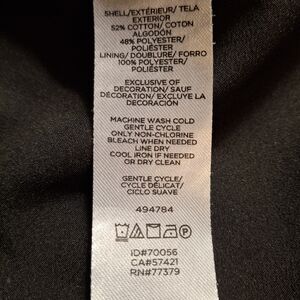 SHELL/EXTÉRIEUR/ TELA
EXTERIOR
52% COTTON/ COTON
ALGODÓN
48% POLYESTER/
POLIÉSTER
LINING/ DOUBLURE/ FORRO
100% POLYESTER/
POLIÉSTER
EXCLUSIVE OF
DECORATION/ SAUF
DÉCORATION/ EXCLUYE LA
DECORACIÓN
MACHINE WASH COLD
GENTLE CYCLE
ONLY NON-CHLORINE
BLEACH WHEN NEEDED
LINE DRY
COOL IRON IF NEEDED
OR DRY CLEAN
GENTLE CYCLE/
CYCLE DÉLICAT/
CICLO SUAVE
494784
P
ID#70056
CA#57421
RN#77379